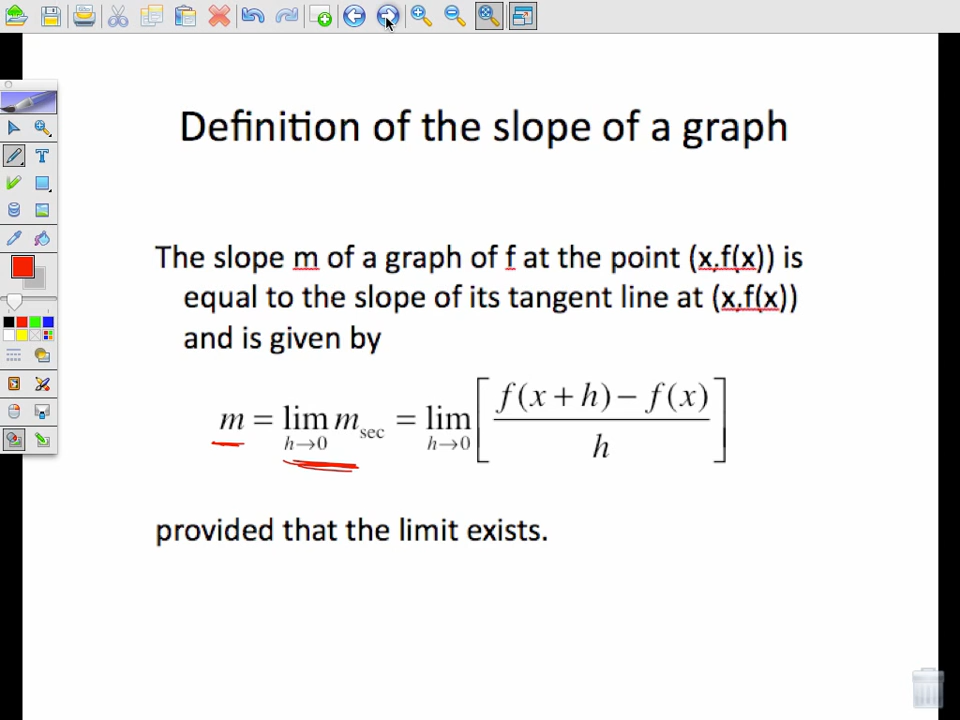 Definition of the slope of a graph
The slope m of a graph of f at the point (x,f(x)) is
equal to the slope of its tangent line at (x,f(x))
and is given by
m = lim h→0 m sec = lim h→0 [ f(x + h) − f(x) / h ]
provided that the limit exists.